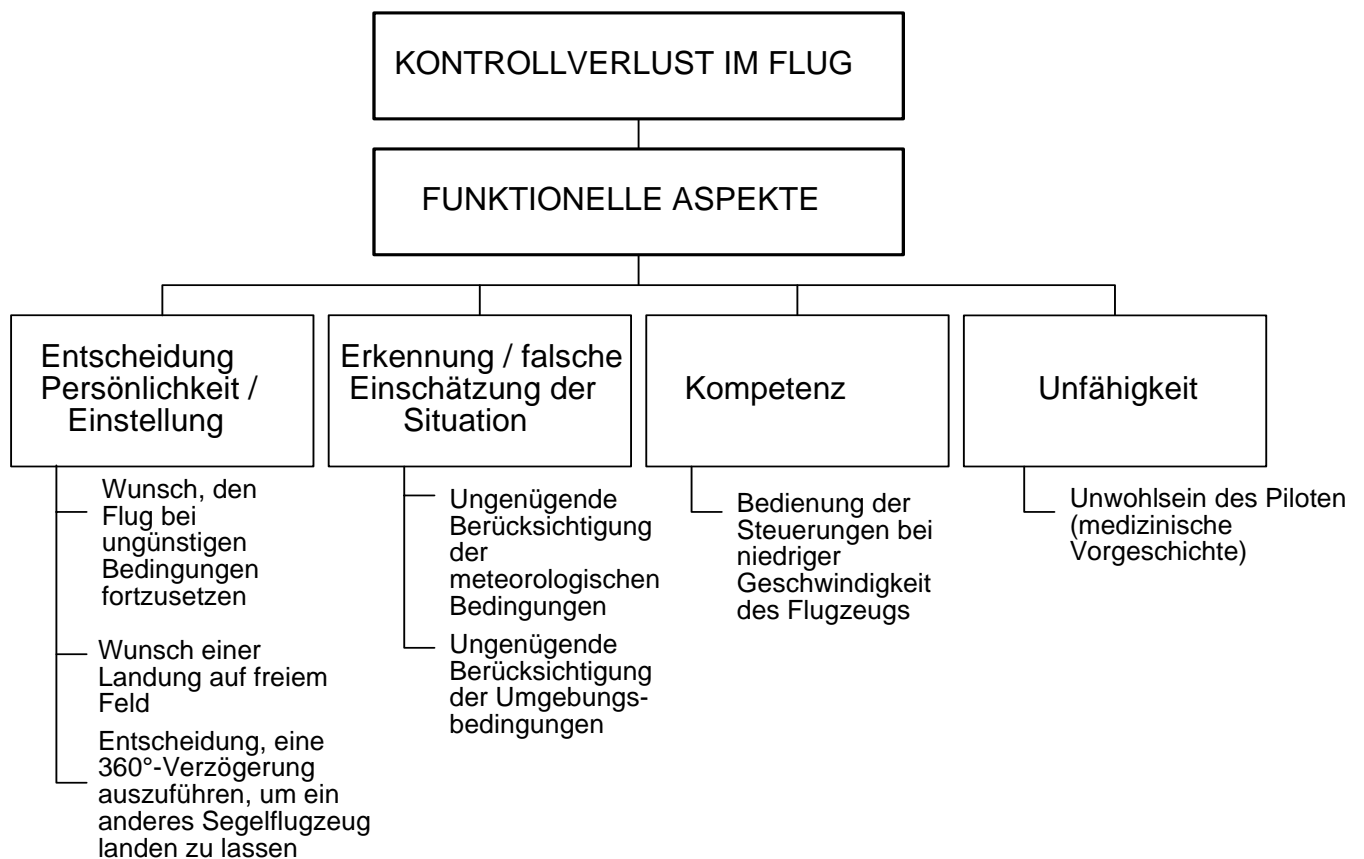 KONTROLLVERLUST IM FLUG
FUNKTIONELLE ASPEKTE
Entscheidung
Persönlichkeit /
Einstellung
Wunsch, den
Flug bei
ungünstigen
Bedingungen
fortzusetzen
Wunsch einer
Landung auf freiem
Feld
Entscheidung, eine
360°-Verzögerung
auszuführen, um ein
anderes Segelflugzeug
landen zu lassen
Erkennung / falsche
Einschätzung der
Situation
Ungenügende
Berücksichtigung
der
meteorologischen
Bedingungen
Ungenügende
Berücksichtigung
der Umgebungs-
bedingungen
Kompetenz
Bedienung der
Steuerungen bei
niedriger
Geschwindigkeit
des Flugzeugs
Unfähigkeit
Unwohlsein des Piloten
(medizinische
Vorgeschichte)